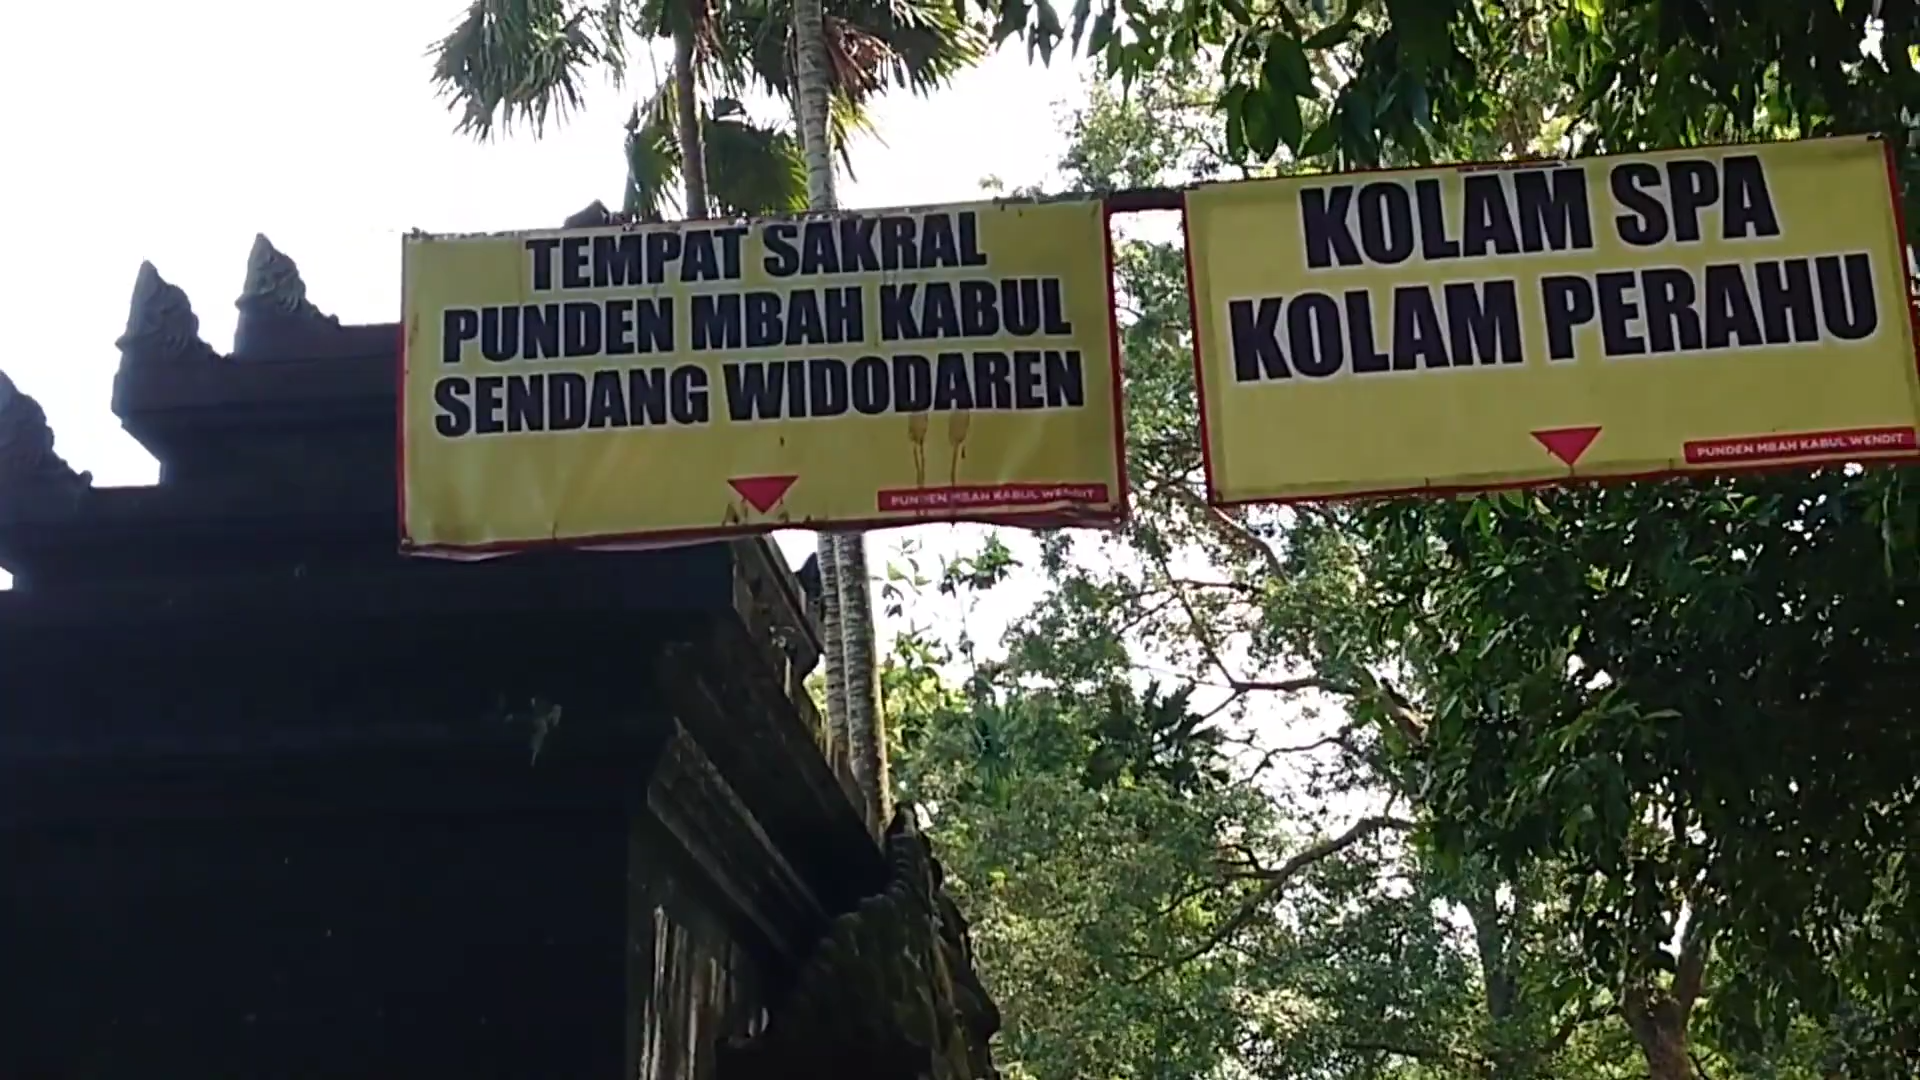 TEMPAT SAKRAL
PUNDEN MBAH KABUL
SENDANG WIDODAREN
PUNDEN MBAH KABUL WENDIT
KOLAM SPA
KOLAM PERAHU
PUNDEN MBAH KABUL WENDIT